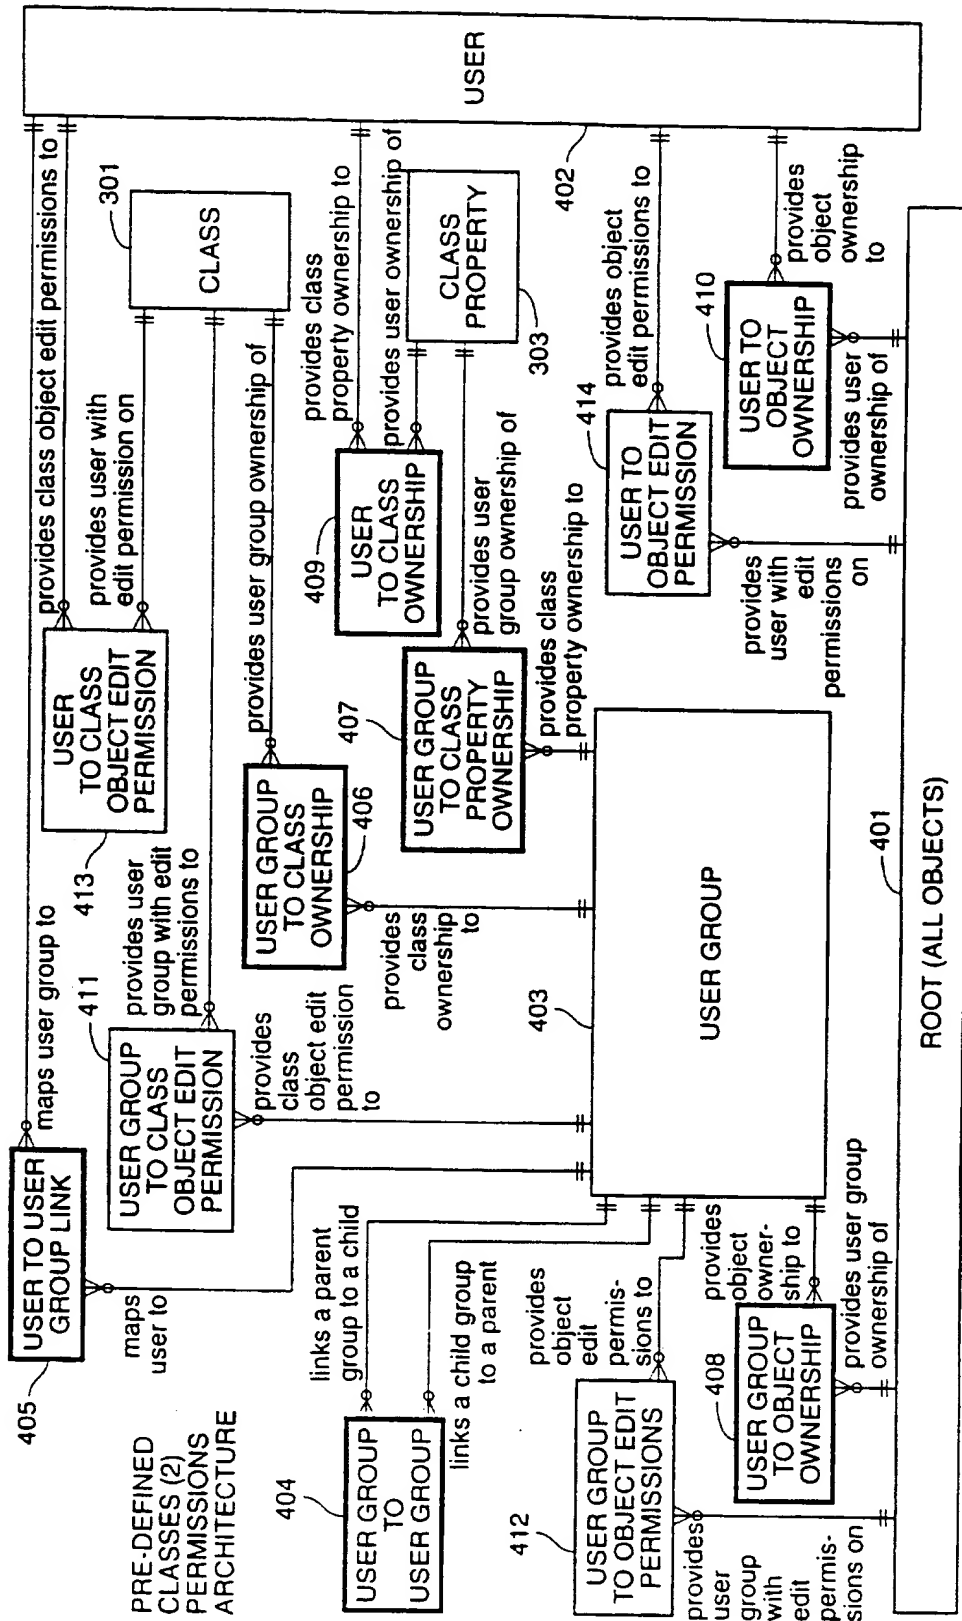 PRE-DEFINED
CLASSES (2)
PERMISSIONS
ARCHITECTURE
405
USER TO USER
GROUP LINK
maps user group to
maps
user to
provides class object edit permissions to
413
USER
TO CLASS
OBJECT EDIT
PERMISSION
provides user with
edit permission on
301
CLASS
411
USER GROUP
TO CLASS
OBJECT EDIT
PERMISSION
provides user
group with edit
permissions to
provides
class
object edit
permission
to
USER GROUP
TO CLASS
OWNERSHIP
406
provides user group ownership of
provides
class
ownership
to
404
USER GROUP
TO
USER GROUP
links a parent
group to a child
links a child group
to a parent
409
USER
TO CLASS
OWNERSHIP
provides class
property ownership to
provides user ownership of
CLASS
PROPERTY
303
407
USER GROUP
TO CLASS
PROPERTY
OWNERSHIP
provides user
group ownership of
provides class
property ownership to
402
USER
403
USER GROUP
412
USER GROUP
TO OBJECT EDIT
PERMISSIONS
provides
object
edit
permis-
sions to
provides
user
group
with
edit
permis-
sions on
408
USER GROUP
TO OBJECT
OWNERSHIP
provides
object
owner-
ship to
provides user group
ownership of
414
USER TO
OBJECT EDIT
PERMISSION
provides object
edit permissions to
provides
user with
edit
permissions
on
410
USER TO
OBJECT
OWNERSHIP
provides
object
ownership
to
provides user
ownership of
401
ROOT (ALL OBJECTS)